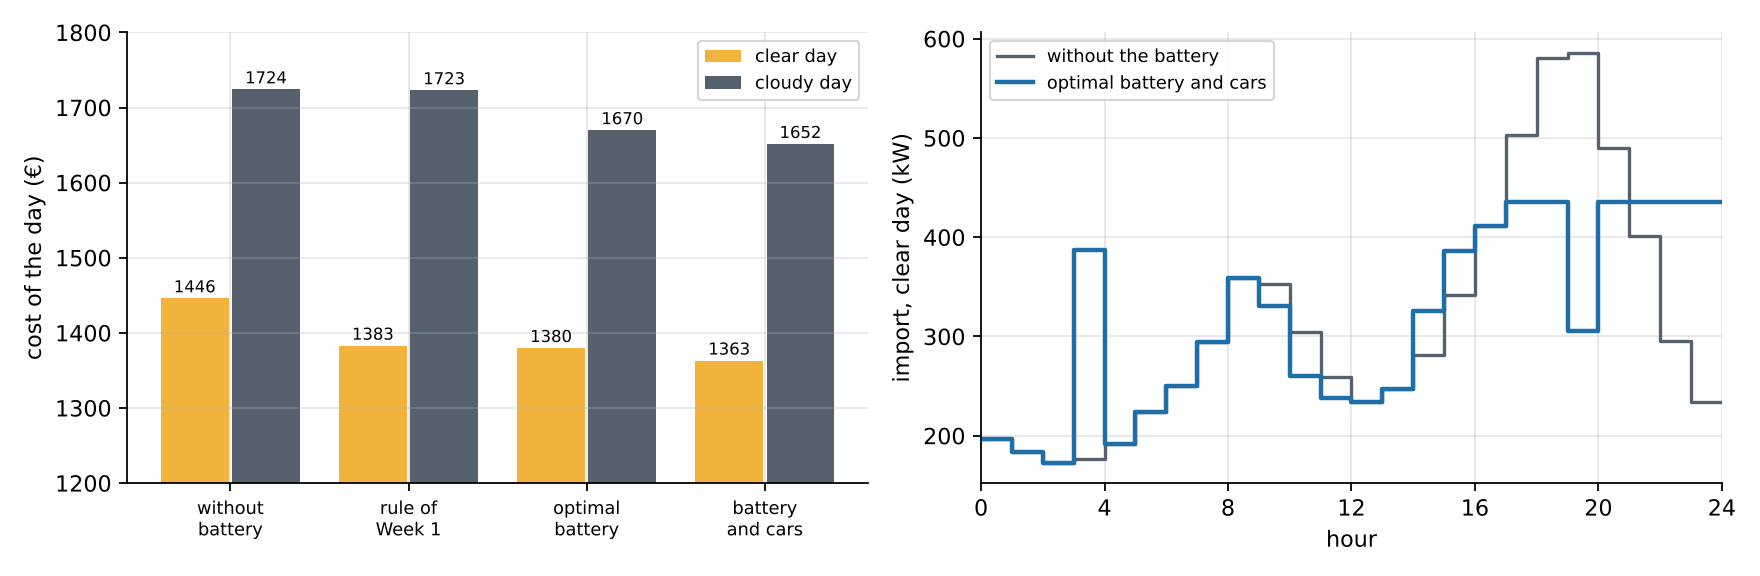 cost of the day (€)
1800
1700
1600
1500
1400
1300
1200
clear day
cloudy day
1446
1724
1383
1723
1380
1670
1363
1652
without
battery
rule of
Week 1
optimal
battery
battery
and cars
import, clear day (kW)
600
500
400
300
200
without the battery
optimal battery and cars
0
4
8
12
16
20
24
hour